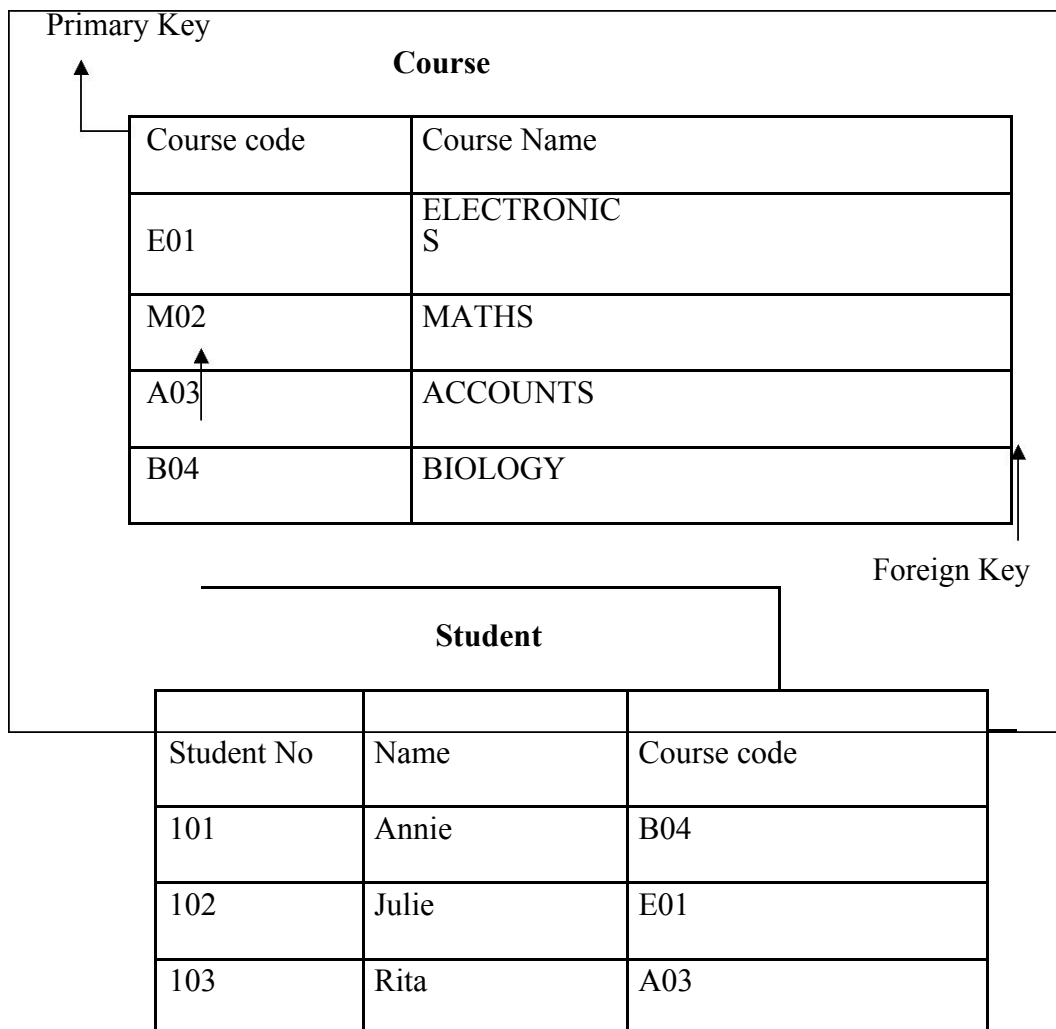 Primary Key
Course
Course code Course Name
E01 ELECTRONIC
S
M02 MATHS
A03 ACCOUNTS
B04 BIOLOGY
Foreign Key
Student
Student No Name Course code
101 Annie B04
102 Julie E01
103 Rita A03